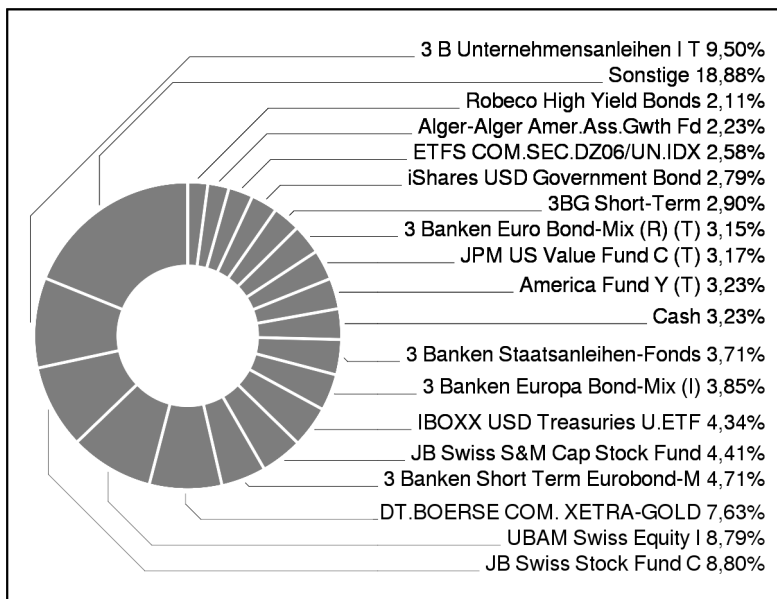 3 B Unternehmensanleihen I T 9,50%
Sonstige 18,88%
Robeco High Yield Bonds 2,11%
Alger-Alger Amer.Ass.Gwth Fd 2,23%
ETFS COM.SEC.DZ06/UN.IDX 2,58%
iShares USD Government Bond 2,79%
3BG Short-Term 2,90%
3 Banken Euro Bond-Mix (R) (T) 3,15%
JPM US Value Fund C (T) 3,17%
America Fund Y (T) 3,23%
Cash 3,23%
3 Banken Staatsanleihen-Fonds 3,71%
3 Banken Europa Bond-Mix (I) 3,85%
IBOXX USD Treasuries U.ETF 4,34%
JB Swiss S&M Cap Stock Fund 4,41%
3 Banken Short Term Eurobond-M 4,71%
DT.BOERSE COM. XETRA-GOLD 7,63%
UBAM Swiss Equity I 8,79%
JB Swiss Stock Fund C 8,80%